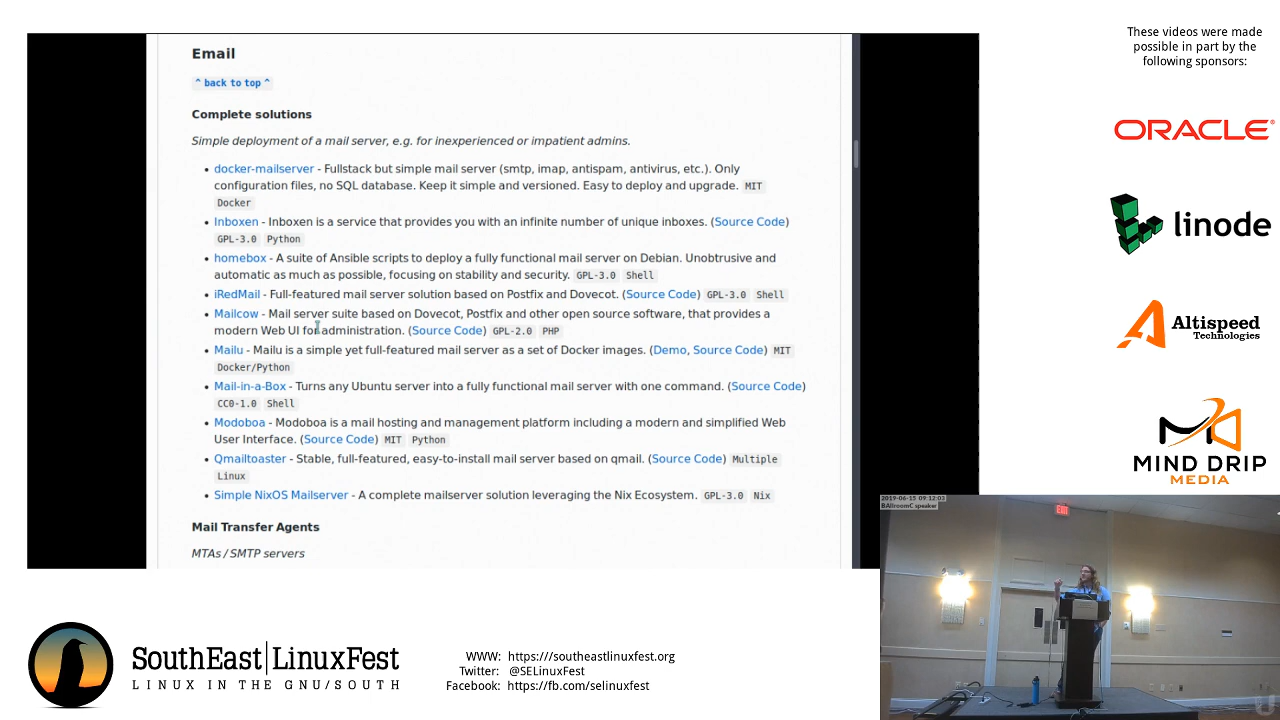 Email
^ back to top ^
Complete solutions
Simple deployment of a mail server, e.g. for inexperienced or impatient admins.
• docker-mailserver - Fullstack but simple mail server (smtp, imap, antispam, antivirus, etc.). Only
configuration files, no SQL database. Keep it simple and versioned. Easy to deploy and upgrade. MIT
Docker
• Inboxen - Inboxen is a service that provides you with an infinite number of unique inboxes. (Source Code)
GPL-3.0 Python
• homebox - A suite of Ansible scripts to deploy a fully functional mail server on Debian. Unobtrusive and
automatic as much as possible, focusing on stability and security. GPL-3.0 Shell
• iRedMail - Full-featured mail server solution based on Postfix and Dovecot. (Source Code) GPL-3.0 Shell
• Mailcow - Mail server suite based on Dovecot, Postfix and other open source software, that provides a
modern Web UI for administration. (Source Code) GPL-2.0 PHP
• Mailu - Mailu is a simple yet full-featured mail server as a set of Docker images. (Demo, Source Code) MIT
Docker/Python
• Mail-in-a-Box - Turns any Ubuntu server into a fully functional mail server with one command. (Source Code)
CC0-1.0 Shell
• Modoboa - Modoboa is a mail hosting and management platform including a modern and simplified Web
User Interface. (Source Code) MIT Python
• Qmailtoaster - Stable, full-featured, easy-to-install mail server based on qmail. (Source Code) Multiple
Linux
• Simple NixOS Mailserver - A complete mailserver solution leveraging the Nix Ecosystem. GPL-3.0 Nix
Mail Transfer Agents
MTAs / SMTP servers
These videos were made
possible in part by the
following sponsors:
ORACLE®
linode
Altispeed
Technologies
MIND DRIP
MEDIA
2019-06-15 09:12:03
BAllroomC speaker
EXIT
SouthEast|LinuxFest
LINUX IN THE GNU/SOUTH
WWW: https:///southeastlinuxfest.org
Twitter: @SELinuxFest
Facebook: https://fb.com/selinuxfest